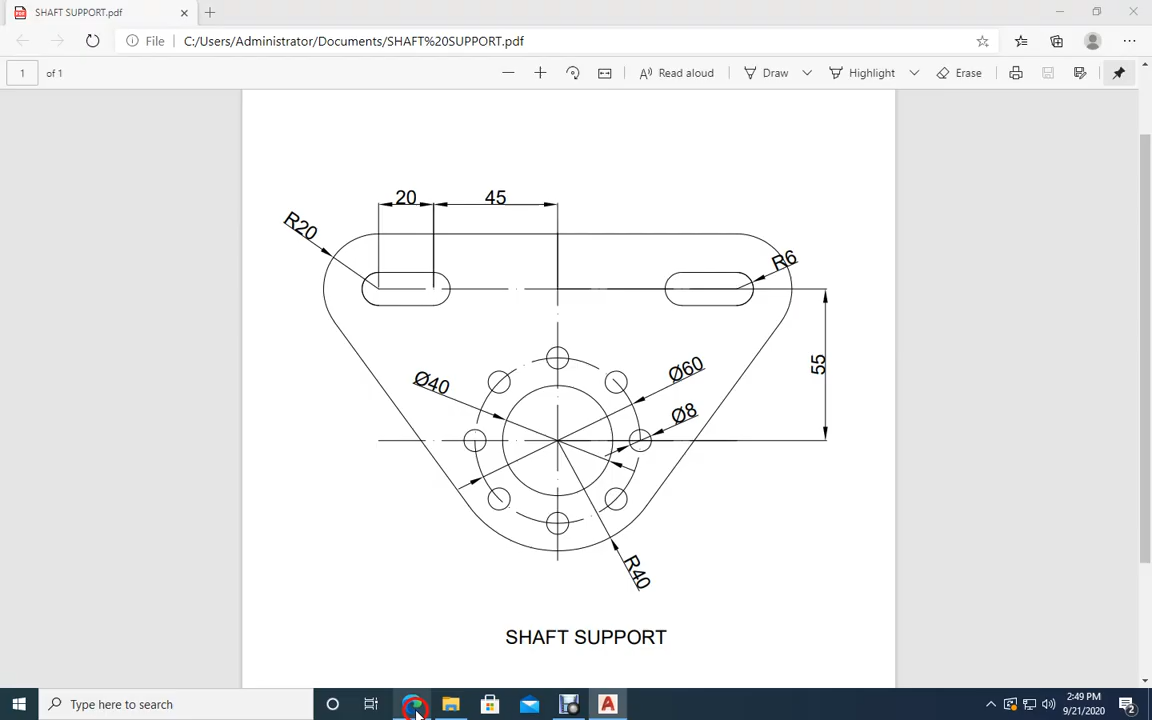 SHAFT SUPPORT.pdf
File
C:/Users/Administrator/Documents/SHAFT%20SUPPORT.pdf
1
of 1
Read aloud
Draw
Highlight
Erase
20
45
R20
R6
Ø40
Ø60
Ø8
55
R40
SHAFT SUPPORT
Type here to search
2:49 PM
9/21/2020
2